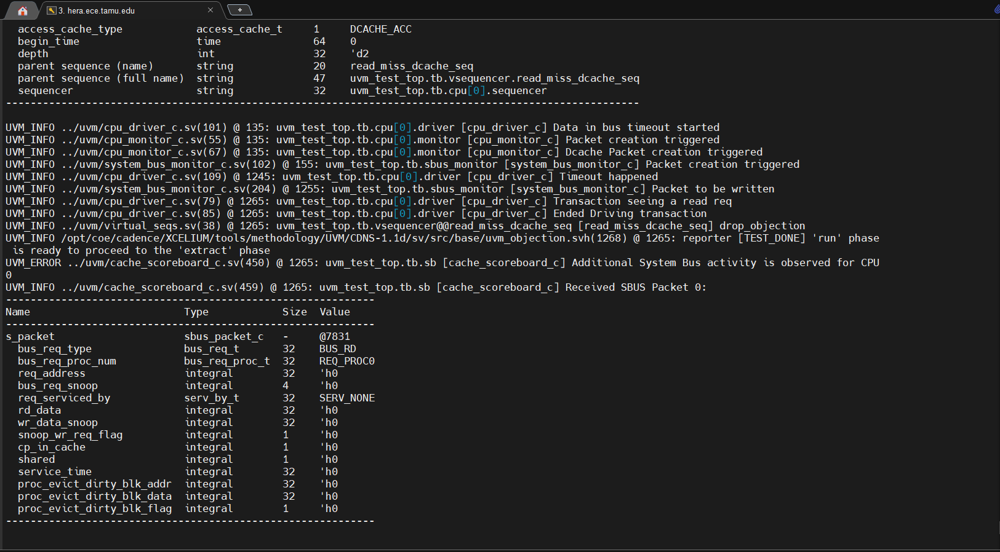 3. hera.ece.tamu.edu
access_cache_type access_cache_t 1 DCACHE_ACC
begin_time time 64 0
depth int 32 'd2
parent sequence (name) string 20 read_miss_dcache_seq
parent sequence (full name) string 47 uvm_test_top.tb.vsequencer.read_miss_dcache_seq
sequencer string 32 uvm_test_top.tb.cpu[0].sequencer
-------------------------------------------------------------------------------------------------------
UVM_INFO ../uvm/cpu_driver_c.sv(101) @ 135: uvm_test_top.tb.cpu[0].driver [cpu_driver_c] Data in bus timeout started
UVM_INFO ../uvm/cpu_monitor_c.sv(55) @ 135: uvm_test_top.tb.cpu[0].monitor [cpu_monitor_c] Packet creation triggered
UVM_INFO ../uvm/cpu_monitor_c.sv(67) @ 135: uvm_test_top.tb.cpu[0].monitor [cpu_monitor_c] Dcache Packet creation triggered
UVM_INFO ../uvm/system_bus_monitor_c.sv(102) @ 155: uvm_test_top.tb.sbus_monitor [system_bus_monitor_c] Packet creation triggered
UVM_INFO ../uvm/cpu_driver_c.sv(109) @ 1245: uvm_test_top.tb.cpu[0].driver [cpu_driver_c] Timeout happened
UVM_INFO ../uvm/system_bus_monitor_c.sv(204) @ 1255: uvm_test_top.tb.sbus_monitor [system_bus_monitor_c] Packet to be written
UVM_INFO ../uvm/cpu_driver_c.sv(79) @ 1265: uvm_test_top.tb.cpu[0].driver [cpu_driver_c] Transaction seeing a read req
UVM_INFO ../uvm/cpu_driver_c.sv(85) @ 1265: uvm_test_top.tb.cpu[0].driver [cpu_driver_c] Ended Driving transaction
UVM_INFO ../uvm/virtual_seqs.sv(38) @ 1265: uvm_test_top.tb.vsequencer@@read_miss_dcache_seq [read_miss_dcache_seq] drop_objection
UVM_INFO /opt/coe/cadence/XCELIUM/tools/methodology/UVM/CDNS-1.1d/sv/src/base/uvm_objection.svh(1268) @ 1265: reporter [TEST_DONE] 'run' phase
is ready to proceed to the 'extract' phase
UVM_ERROR ../uvm/cache_scoreboard_c.sv(450) @ 1265: uvm_test_top.tb.sb [cache_scoreboard_c] Additional System Bus activity is observed for CPU
0
UVM_INFO ../uvm/cache_scoreboard_c.sv(459) @ 1265: uvm_test_top.tb.sb [cache_scoreboard_c] Received SBUS Packet 0:
------------------------------------------------------------
Name Type Size Value
------------------------------------------------------------
s_packet sbus_packet_c - @7831
bus_req_type bus_req_t 32 BUS_RD
bus_req_proc_num bus_req_proc_t 32 REQ_PROC0
req_address integral 32 'h0
bus_req_snoop integral 4 'h0
req_serviced_by serv_by_t 32 SERV_NONE
rd_data integral 32 'h0
wr_data_snoop integral 32 'h0
snoop_wr_req_flag integral 1 'h0
cp_in_cache integral 1 'h0
shared integral 1 'h0
service_time integral 32 'h0
proc_evict_dirty_blk_addr integral 32 'h0
proc_evict_dirty_blk_data integral 32 'h0
proc_evict_dirty_blk_flag integral 1 'h0
------------------------------------------------------------